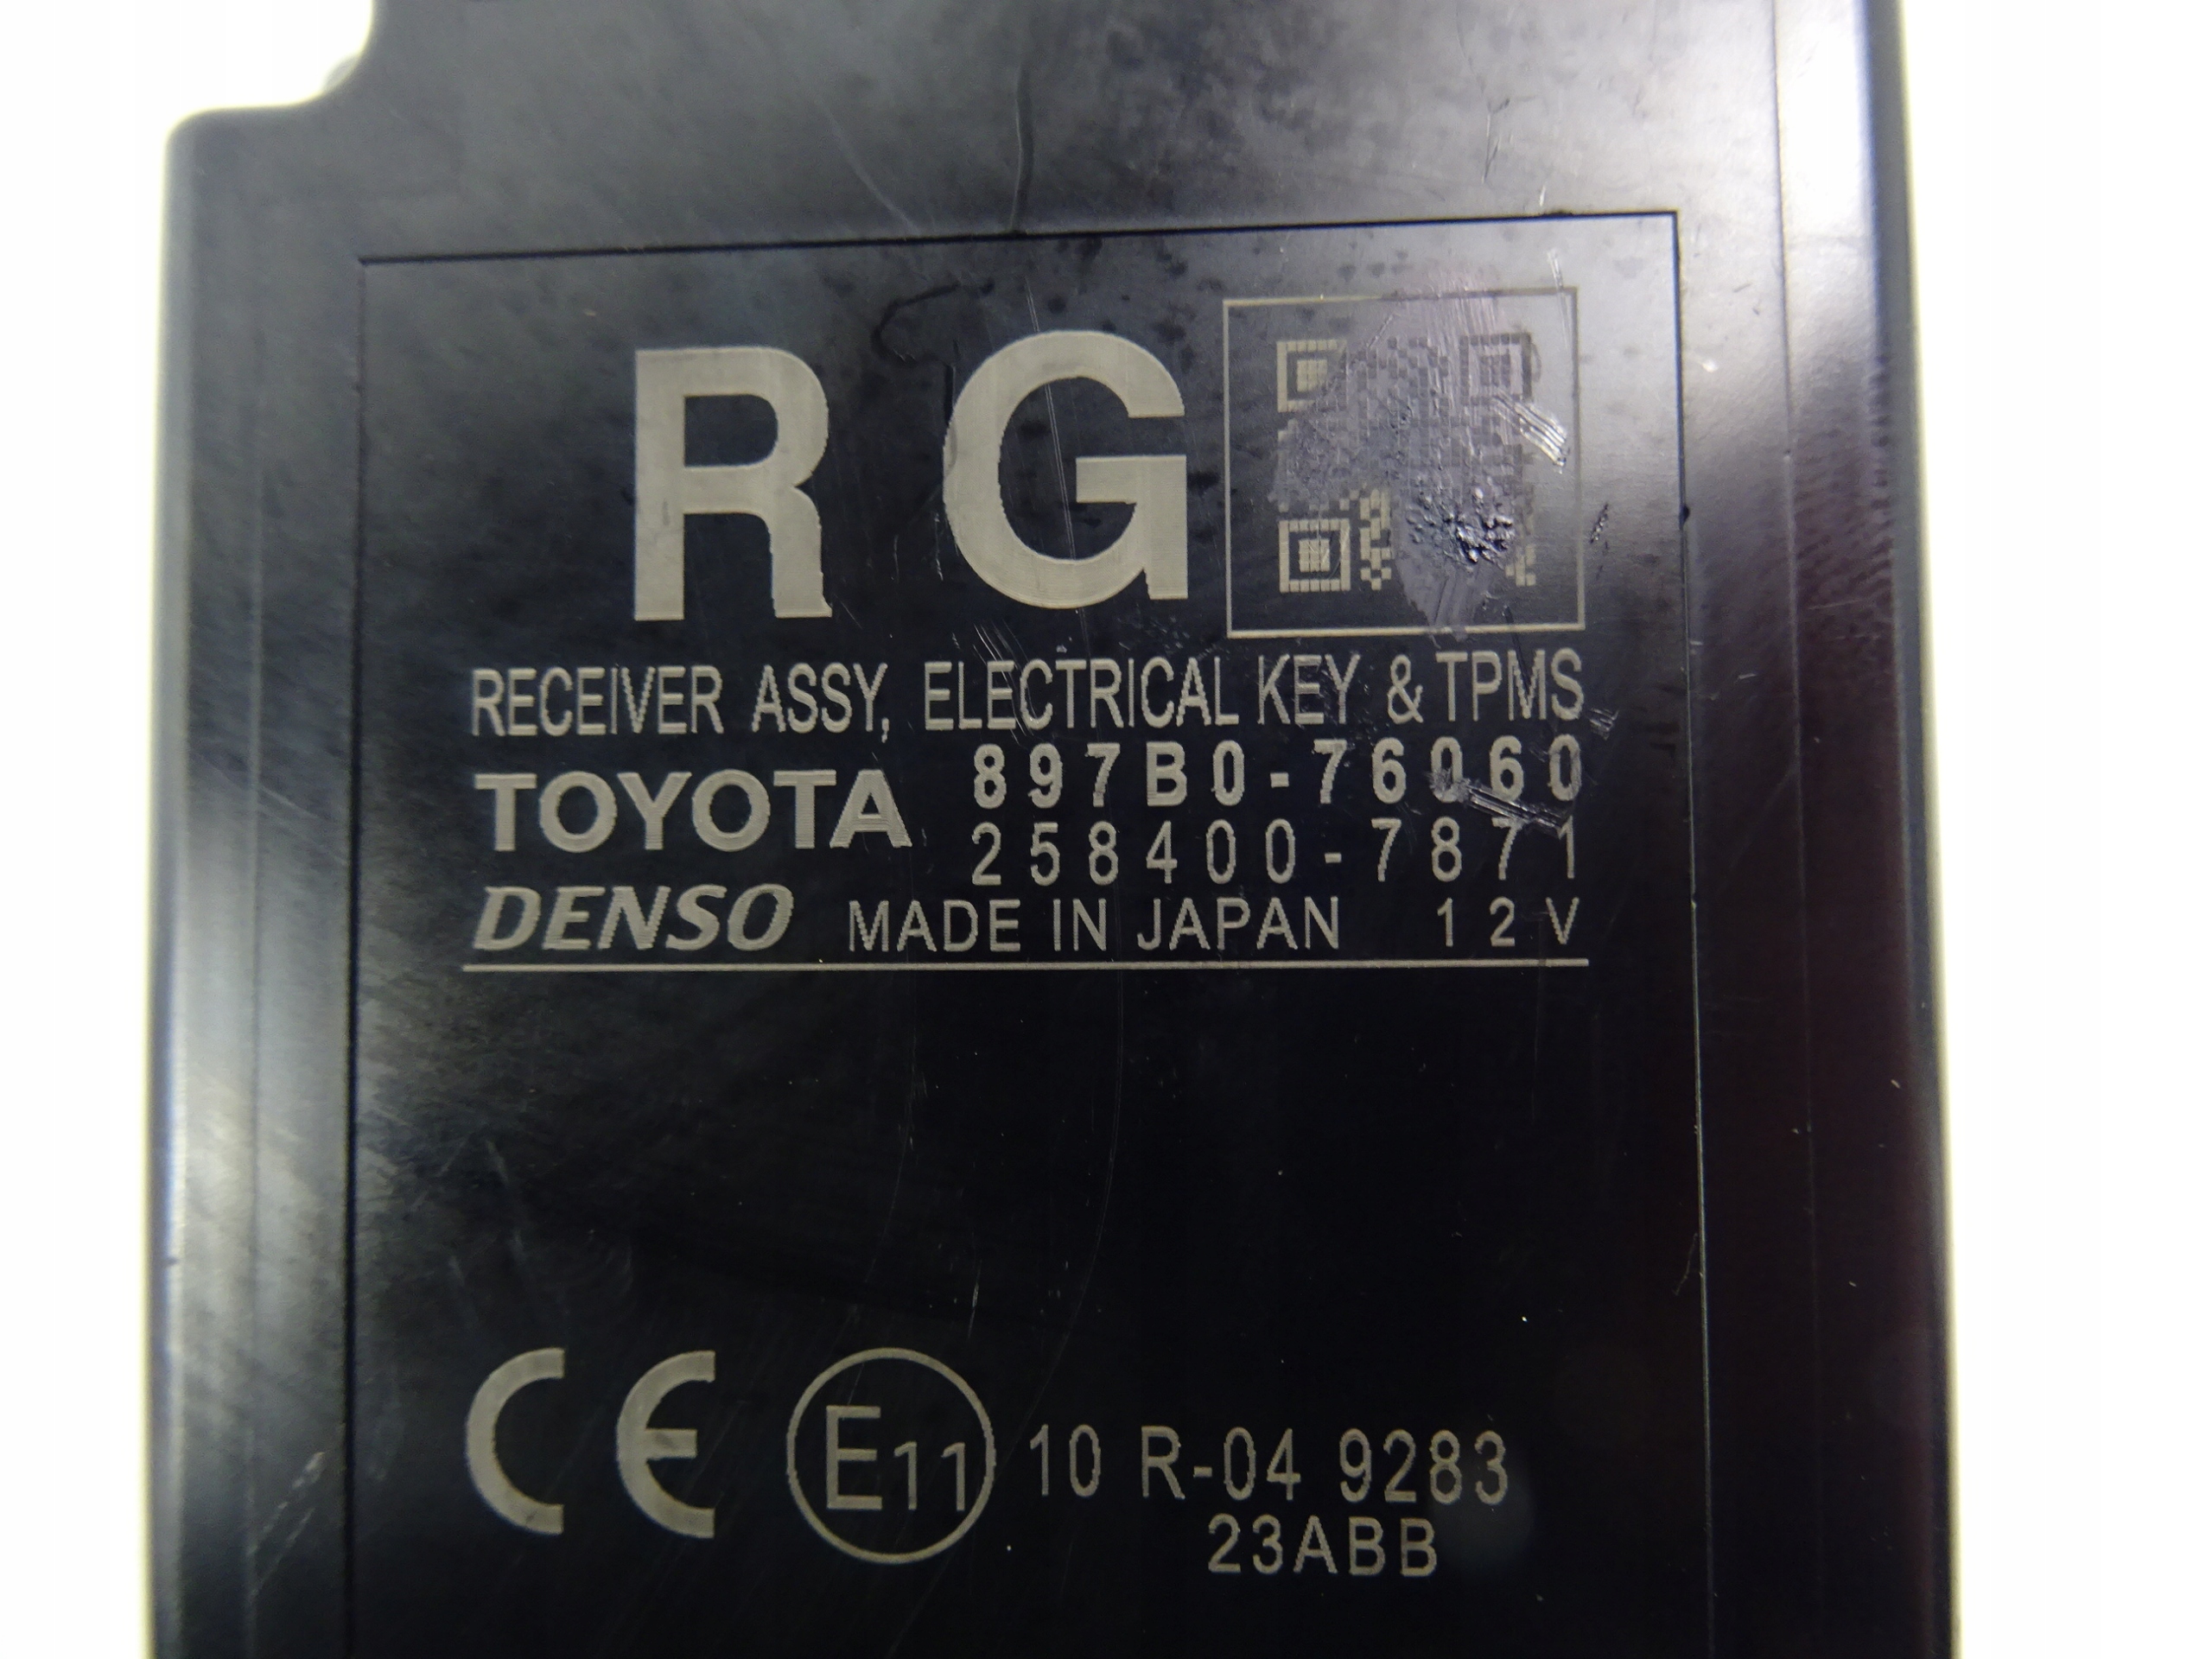 RG
RECEIVER ASSY, ELECTRICAL KEY & TPMS
TOYOTA 897B0-76060
258400-7871
DENSO MADE IN JAPAN 12V
CE E11 10 R-04 9283
23ABB